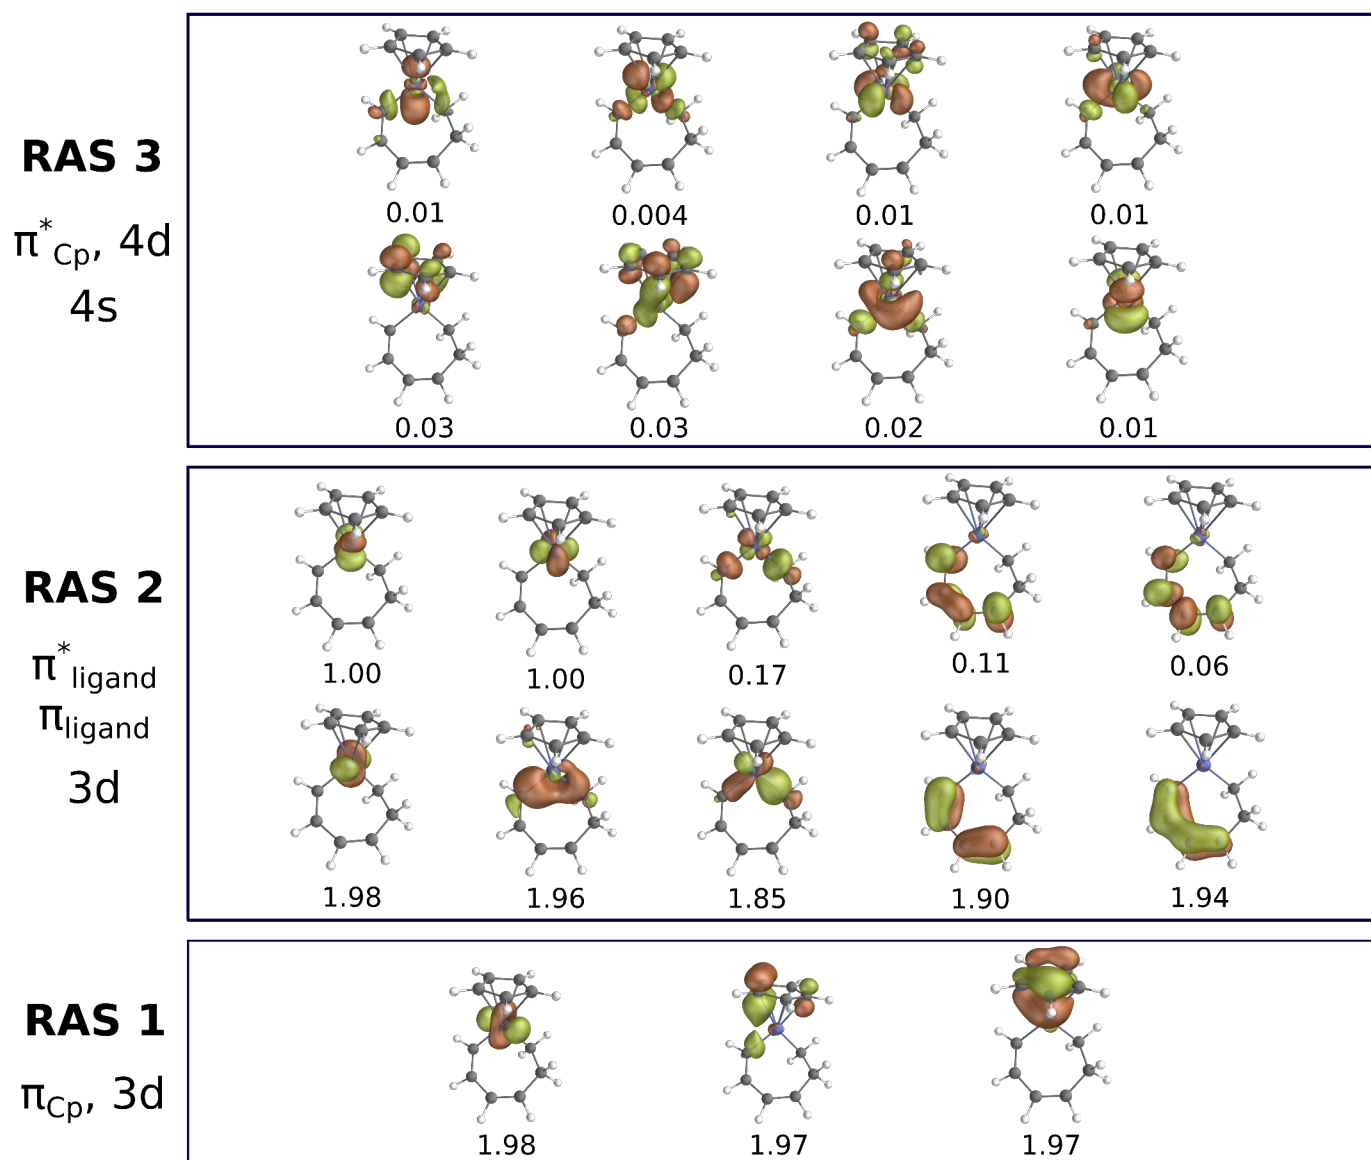 RAS 3
π*Cp, 4d
4s
0.01 0.004 0.01 0.01
0.03 0.03 0.02 0.01
RAS 2
π*ligand
πligand
3d
1.00 1.00 0.17 0.11 0.06
1.98 1.96 1.85 1.90 1.94
RAS 1
πCp, 3d
1.98 1.97 1.97